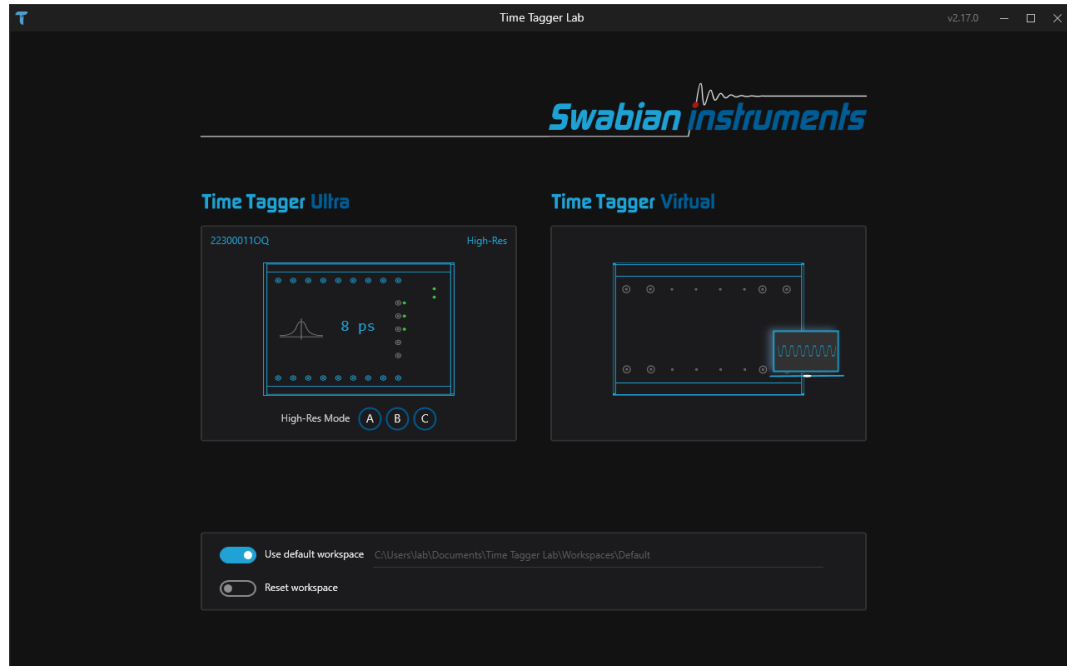 Time Tagger Lab
v2.17.0
Swabian instruments
Time Tagger Ultra
Time Tagger Virtual
22300011OQ
High-Res
8 ps
High-Res Mode A B C
Use default workspace C:\Users\lab\Documents\Time Tagger Lab\Workspaces\Default
Reset workspace